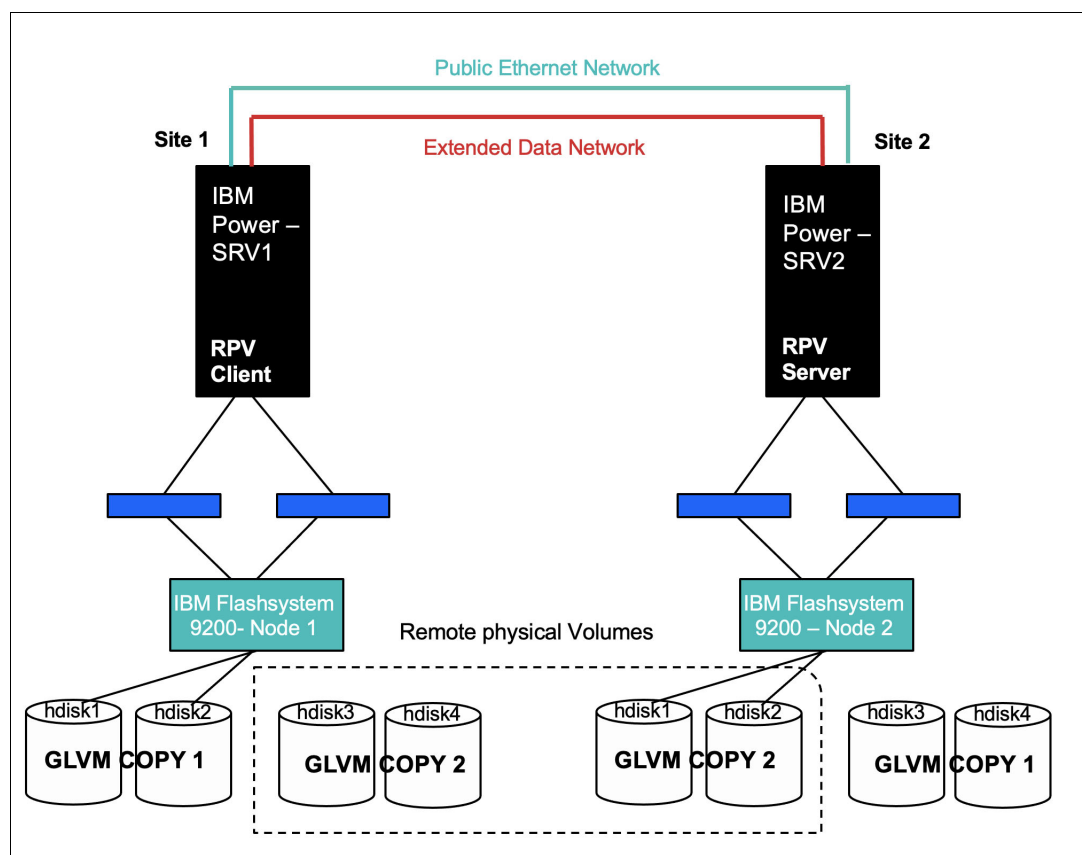 Public Ethernet Network
Site 1
Extended Data Network
Site 2
IBM
Power –
SRV1
RPV
Client
IBM
Power –
SRV2
RPV
Server
IBM Flashsystem
9200- Node 1
IBM Flashsystem
9200 – Node 2
Remote physical Volumes
hdisk1
hdisk2
GLVM COPY 1
hdisk3
hdisk4
GLVM COPY 2
hdisk1
hdisk2
GLVM COPY 2
hdisk3
hdisk4
GLVM COPY 1